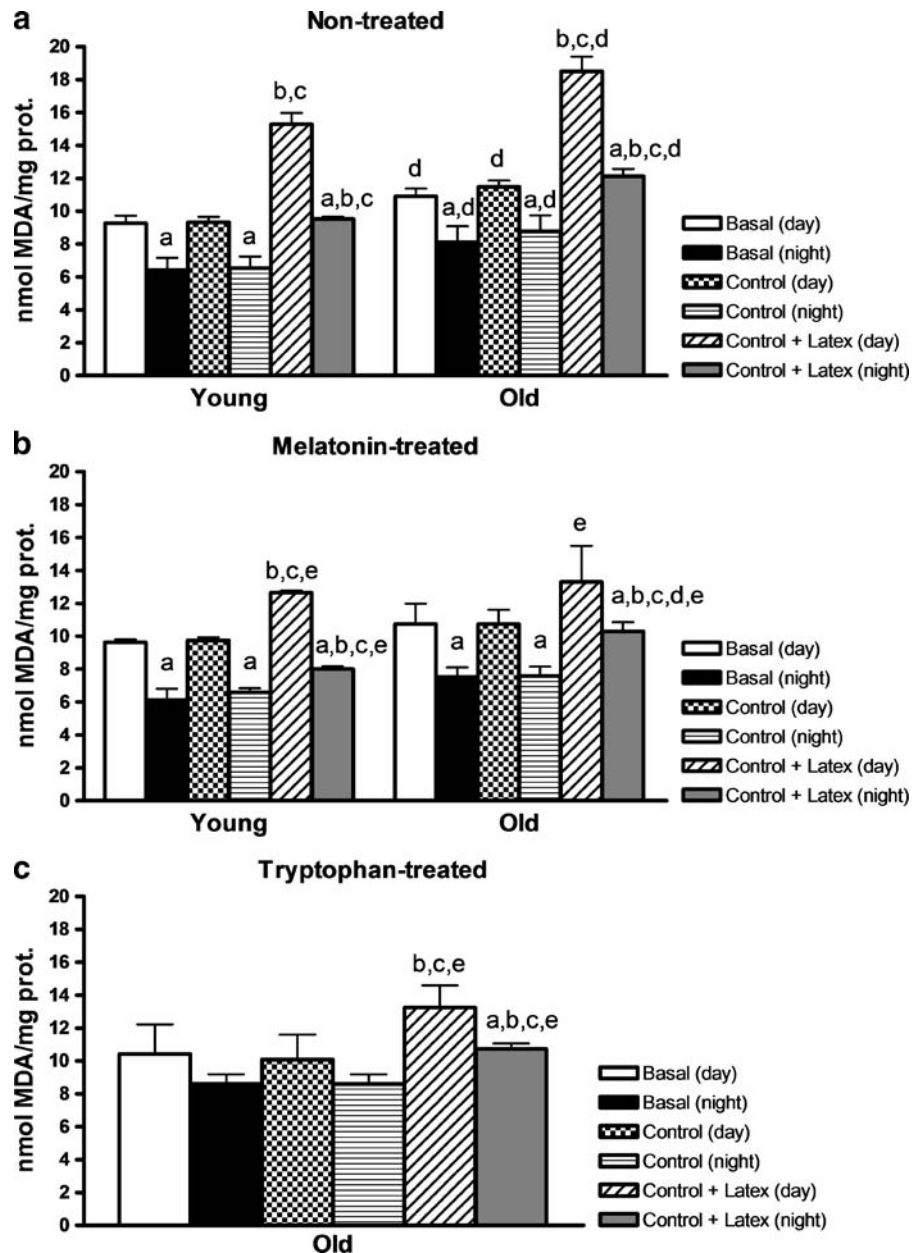 a
Non-treated
nmol MDA/mg prot.
20
18
16
14
12
10
8
6
4
2
0
a
a
b,c
a,b,c
d
a,d
d
a,d
b,c,d
a,b,c,d
Young
Old
Basal (day)
Basal (night)
Control (day)
Control (night)
Control + Latex (day)
Control + Latex (night)
b
Melatonin-treated
nmol MDA/mg prot.
20
18
16
14
12
10
8
6
4
2
0
a
a
b,c,e
a,b,c,e
a
a
e
a,b,c,d,e
Young
Old
Basal (day)
Basal (night)
Control (day)
Control (night)
Control + Latex (day)
Control + Latex (night)
c
Tryptophan-treated
nmol MDA/mg prot.
20
18
16
14
12
10
8
6
4
2
0
b,c,e
a,b,c,e
Old
Basal (day)
Basal (night)
Control (day)
Control (night)
Control + Latex (day)
Control + Latex (night)